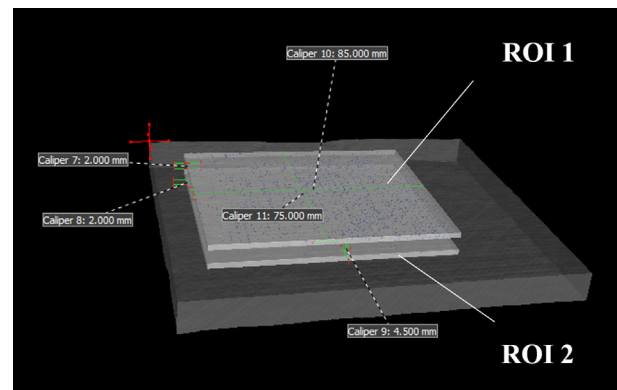 Caliper 10: 85.000 mm
ROI 1
Caliper 7: 2.000 mm
Caliper 8: 2.000 mm
Caliper 11: 75.000 mm
Caliper 9: 4.500 mm
ROI 2